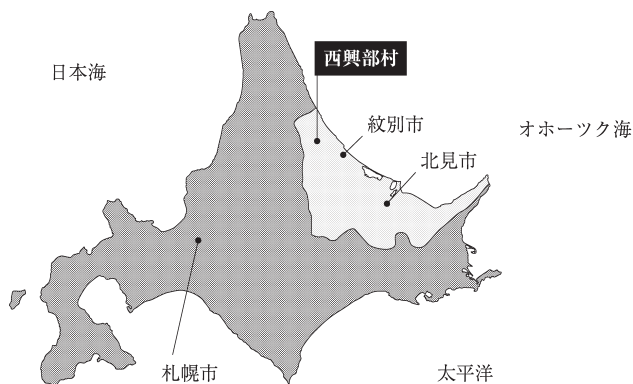 西興部村
日本海
紋別市
オホーツク海
北見市
札幌市
太平洋